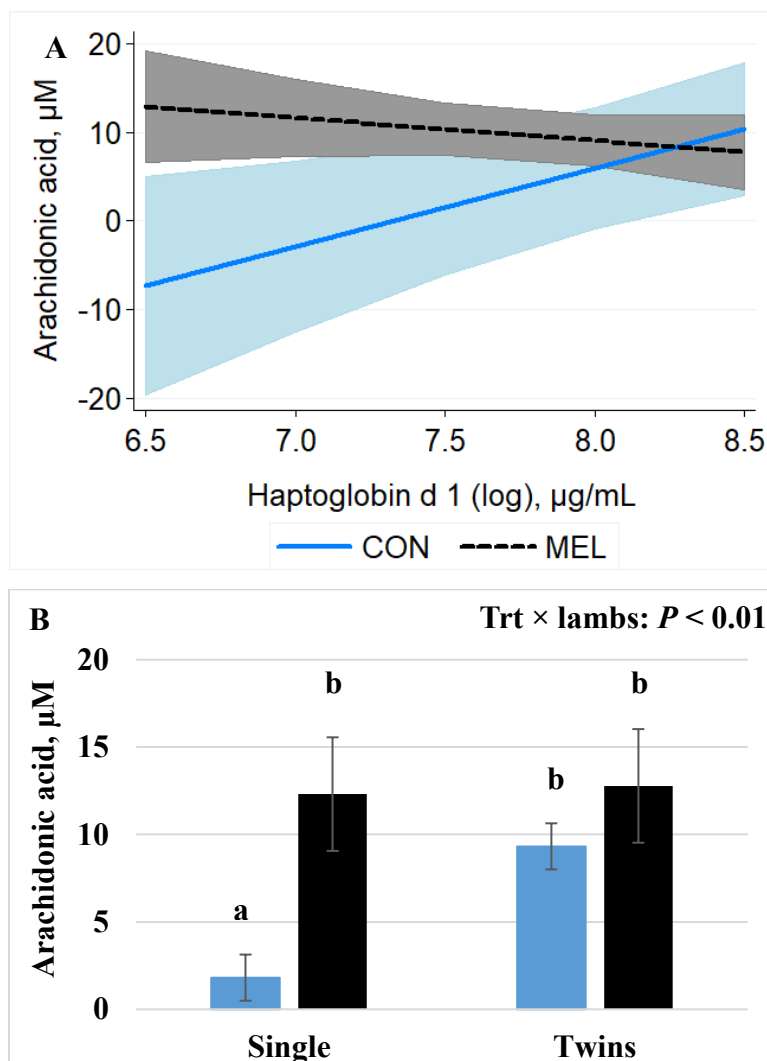 A
Arachidonic acid, µM
20
10
0
-10
-20
6.5 7.0 7.5 8.0 8.5
Haptoglobin d 1 (log), µg/mL
CON MEL
B
Trt × lambs: P < 0.01
Arachidonic acid, µM
20
15
10
5
0
a
b
b
b
Single Twins